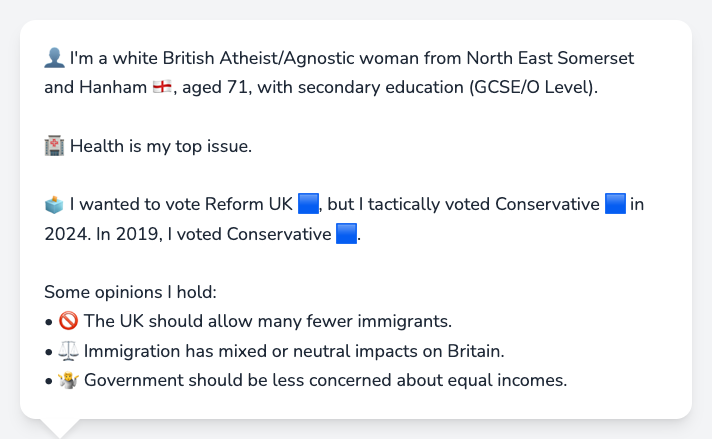 👤 I'm a white British Atheist/Agnostic woman from North East Somerset
and Hanham 🏴󠁧󠁢󠁥󠁮󠁧󠁿, aged 71, with secondary education (GCSE/O Level).
🏥 Health is my top issue.
🗳️ I wanted to vote Reform UK 🟦, but I tactically voted Conservative 🟦 in
2024. In 2019, I voted Conservative 🟦.
Some opinions I hold:
• 🚫 The UK should allow many fewer immigrants.
• ⚖️ Immigration has mixed or neutral impacts on Britain.
• 🤷 Government should be less concerned about equal incomes.